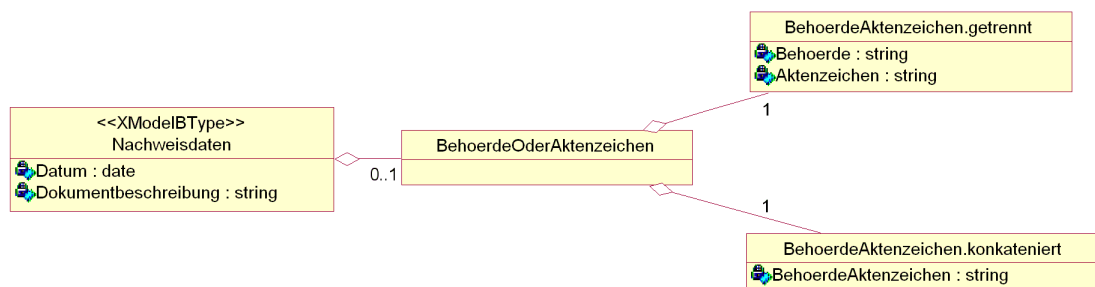 <<XModelBType>>
Nachweisdaten
Datum : date
Dokumentbeschreibung : string
0..1
BehoerdeOderAktenzeichen
BehoerdeAktenzeichen.getrennt
Behoerde : string
Aktenzeichen : string
1
1
BehoerdeAktenzeichen.konkateniert
BehoerdeAktenzeichen : string